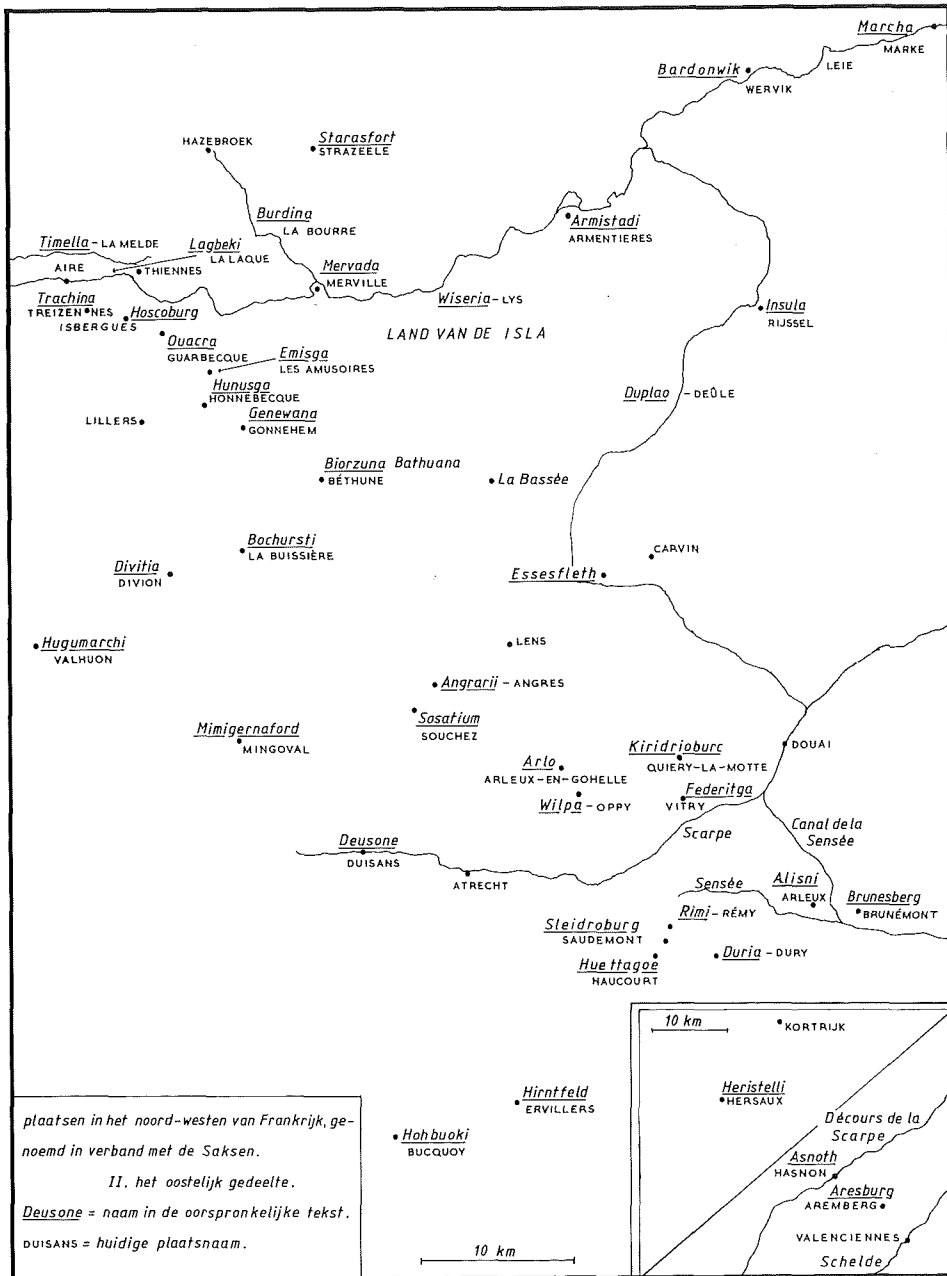 Marcha
MARKE
LEIE
Bardonwik
WERVIK
HAZEBROEK
Starasfort
STRAZEELE
Burdina
LA BOURRE
Armistadi
ARMENTIERES
Timella - LA MELDE
Lagbeki
LA LAQUE
AIRE
THIENNES
Mervada
MERVILLE
Wiseria - LYS
Trachina
TREIZENNES
Hoscoburg
ISBERGUES
Insula
RIJSSEL
LAND VAN DE ISLA
Ouacra
GUARBECQUE
Emisga
LES AMUSOIRES
Hunusga
HONNEBECQUE
Duplao - DEÛLE
LILLERS
Genewana
GONNEHEM
Biorzuna Bathuana
BÉTHUNE
La Bassée
Bochursti
LA BUISSIÈRE
CARVIN
Divitia
DIVION
Essesfleth
Hugumarchi
VALHUON
LENS
Angrarii - ANGRES
Sosatium
SOUCHEZ
Mimigernaford
MINGOVAL
Kiridrioburc
QUIERY-LA-MOTTE
DOUAI
Arlo
ARLEUX-EN-GOHELLE
Wilpa - OPPY
Federitga
VITRY
Scarpe
Canal de la
Sensée
Deusone
DUISANS
ATRECHT
Sensée
Alisni
ARLEUX
Brunesberg
BRUNÉMONT
Rimi - RÉMY
Sleidroburg
SAUDEMONT
Huettagoe
HAUCOURT
Duria - DURY
10 km
KORTRIJK
Heristelli
HERSAUX
Décours de la
Scarpe
Asnoth
HASNON
Aresburg
AREMBERG
VALENCIENNES
Schelde
Hirntfeld
ERVILLERS
Hohbuoki
BUCQUOY
plaatsen in het noord-westen van Frankrijk, ge-
noemd in verband met de Saksen.
II. het oostelijk gedeelte.
Deusone = naam in de oorspronkelijke tekst.
DUISANS = huidige plaatsnaam.
10 km